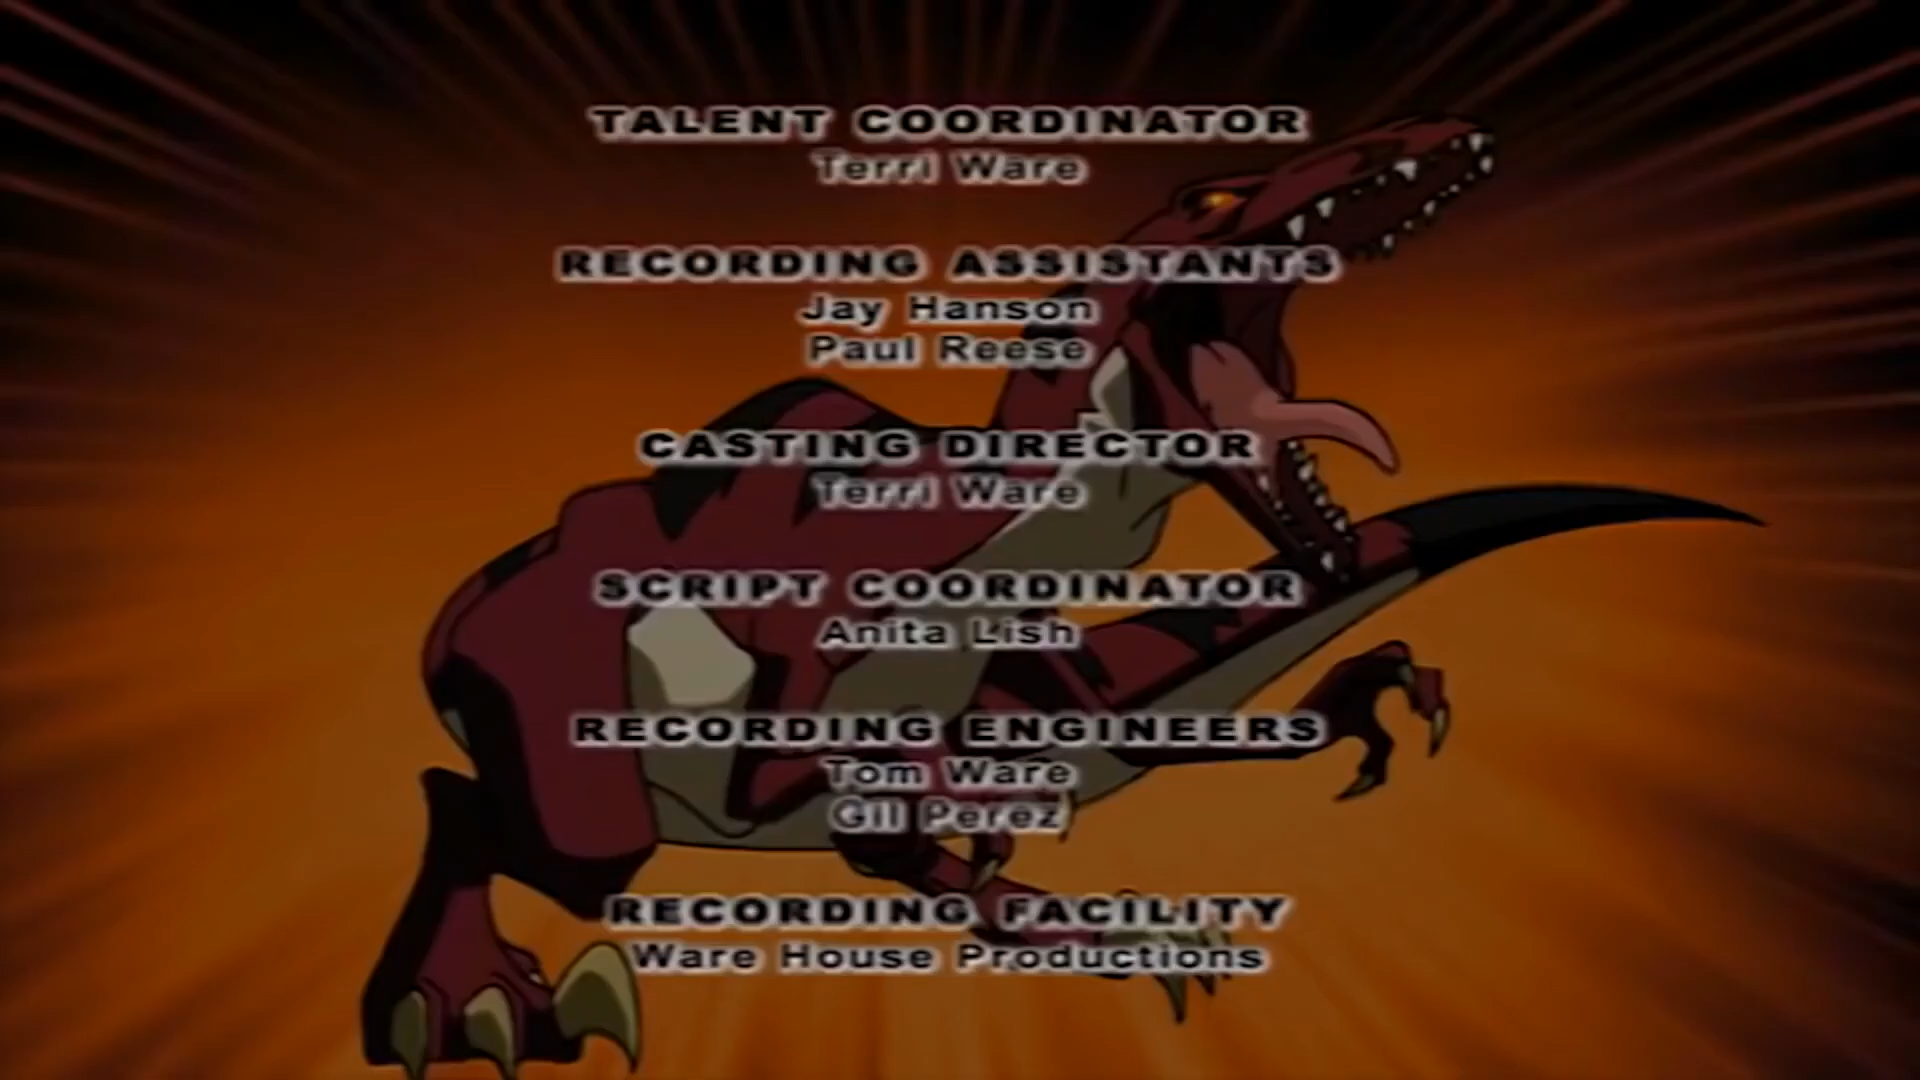 TALENT COORDINATOR
Terri Ware
RECORDING ASSISTANTS
Jay Hanson
Paul Reese
CASTING DIRECTOR
Terri Ware
SCRIPT COORDINATOR
Anita Lish
RECORDING ENGINEERS
Tom Ware
Gil Perez
RECORDING FACILITY
Ware House Productions